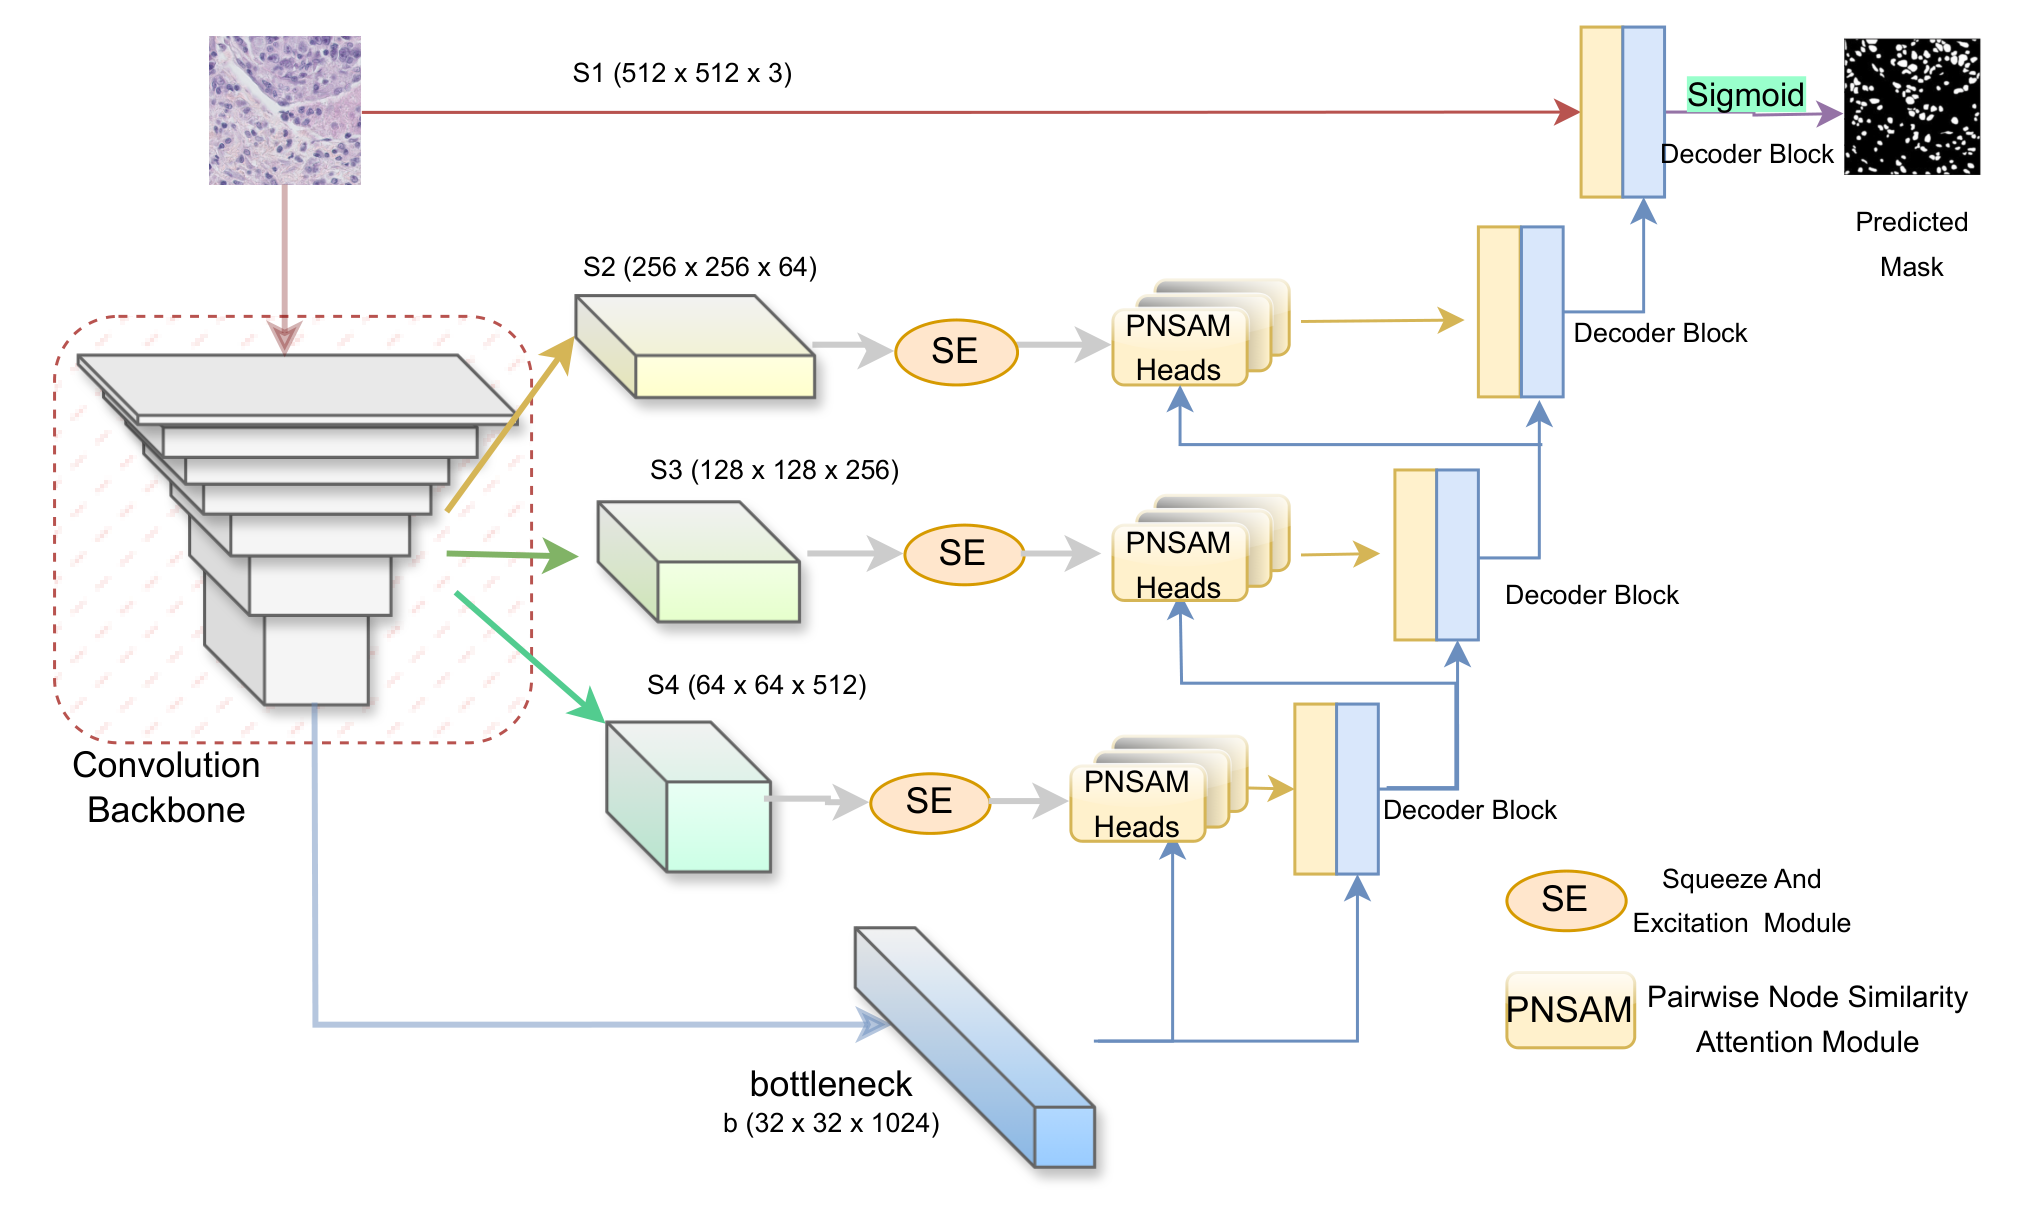 S1 (512 x 512 x 3)
Sigmoid
Decoder Block
Predicted
Mask
S2 (256 x 256 x 64)
SE
PNSAM
Heads
Decoder Block
S3 (128 x 128 x 256)
SE
PNSAM
Heads
Decoder Block
S4 (64 x 64 x 512)
SE
PNSAM
Heads
Decoder Block
Convolution
Backbone
bottleneck
b (32 x 32 x 1024)
SE
Squeeze And
Excitation Module
PNSAM
Pairwise Node Similarity
Attention Module